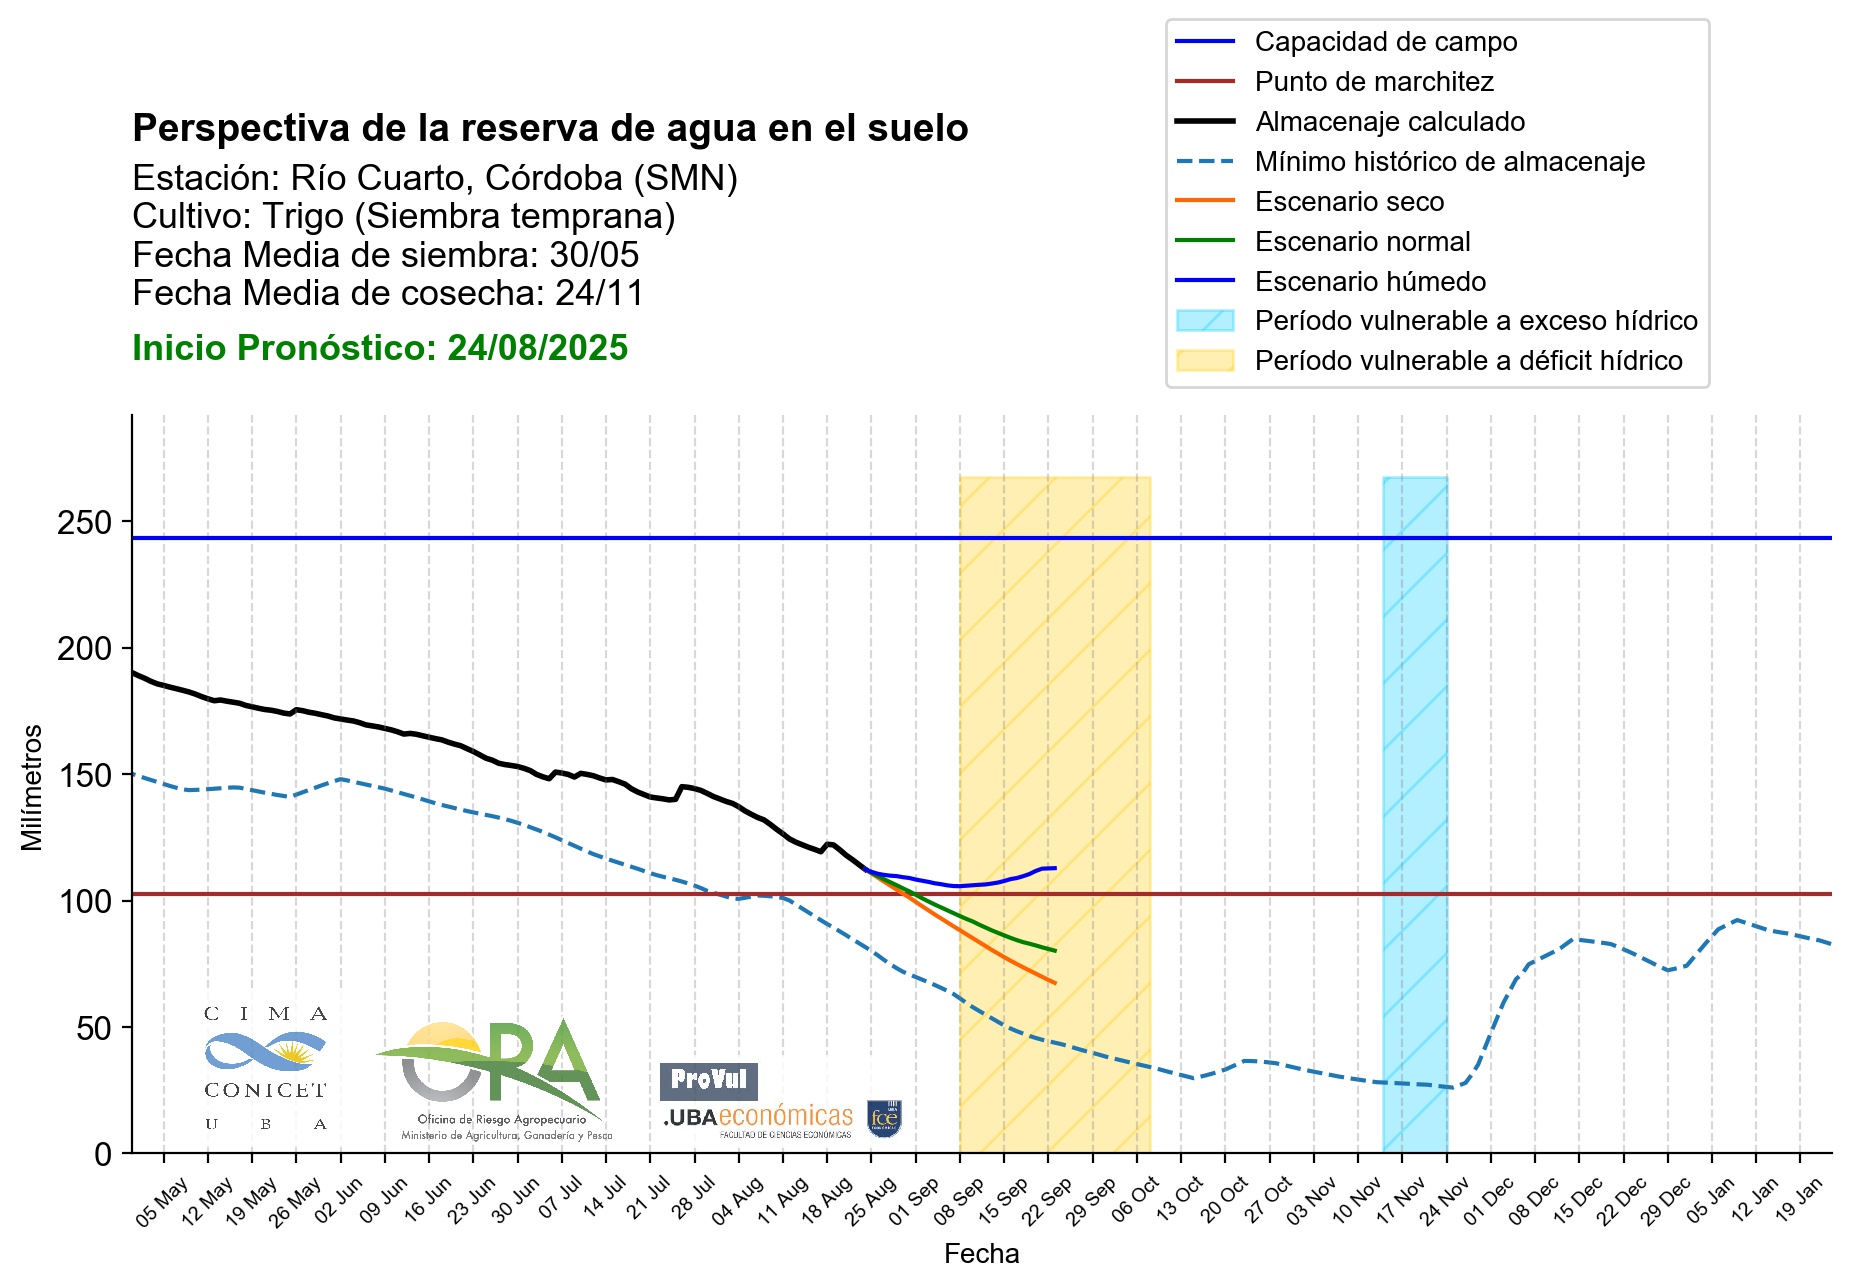 Capacidad de campo
Punto de marchitez
Almacenaje calculado
Mínimo histórico de almacenaje
Escenario seco
Escenario normal
Escenario húmedo
Período vulnerable a exceso hídrico
Período vulnerable a déficit hídrico
Perspectiva de la reserva de agua en el suelo
Estación: Río Cuarto, Córdoba (SMN)
Cultivo: Trigo (Siembra temprana)
Fecha Media de siembra: 30/05
Fecha Media de cosecha: 24/11
Inicio Pronóstico: 24/08/2025
250
200
150
100
50
0
Milímetros
CIMA
CONICET
UBA
ORA
Oficina de Riesgo Agropecuario
Ministerio de Agricultura, Ganadería y Pesca
ProVul
.UBAeconómicas
FACULTAD DE CIENCIAS ECONÓMICAS
UBA
fce
ECONÓMICAS
05 May
12 May
19 May
26 May
02 Jun
09 Jun
16 Jun
23 Jun
30 Jun
07 Jul
14 Jul
21 Jul
28 Jul
04 Aug
11 Aug
18 Aug
25 Aug
01 Sep
08 Sep
15 Sep
22 Sep
29 Sep
06 Oct
13 Oct
20 Oct
27 Oct
03 Nov
10 Nov
17 Nov
24 Nov
01 Dec
08 Dec
15 Dec
22 Dec
29 Dec
05 Jan
12 Jan
19 Jan
Fecha